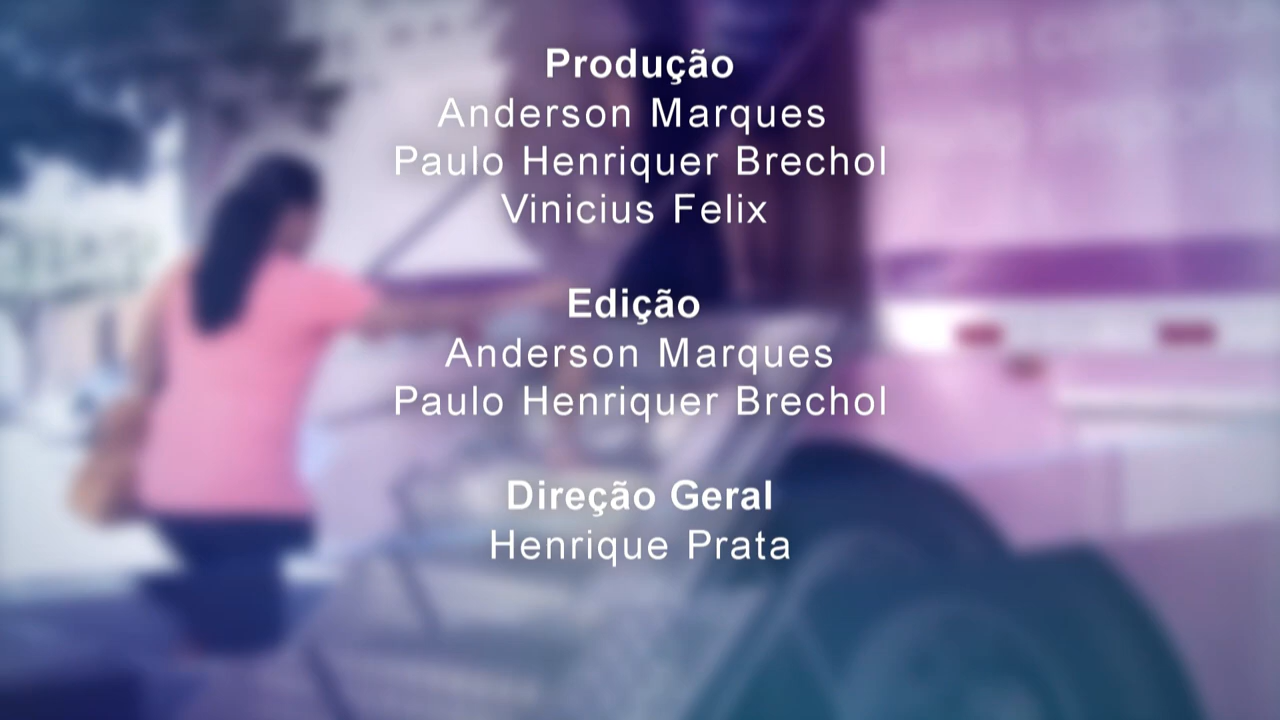 Produção
Anderson Marques
Paulo Henriquer Brechol
Vinicius Felix
Edição
Anderson Marques
Paulo Henriquer Brechol
Direção Geral
Henrique Prata